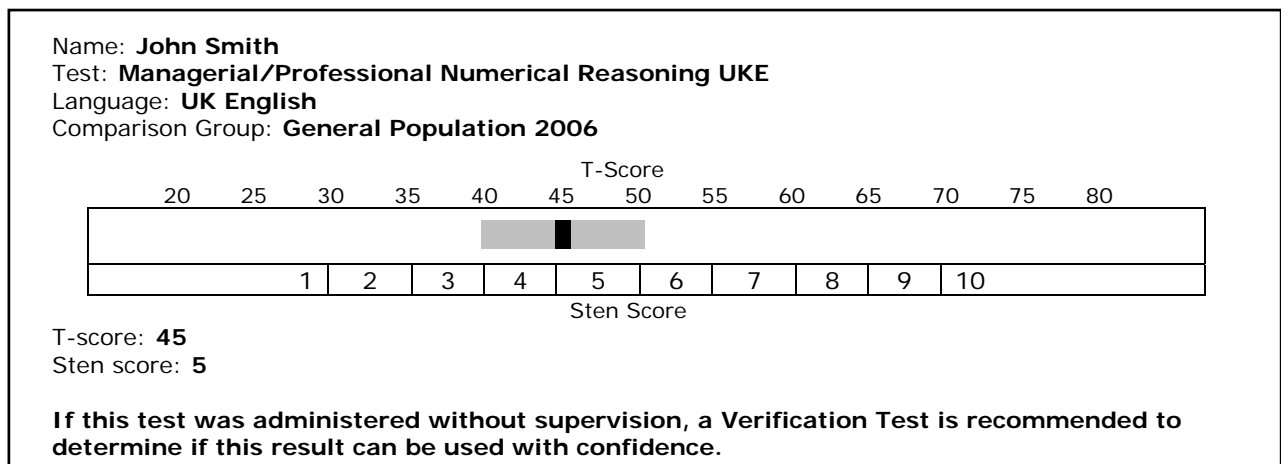 Name: John Smith
Test: Managerial/Professional Numerical Reasoning UKE
Language: UK English
Comparison Group: General Population 2006
T-Score
20 25 30 35 40 45 50 55 60 65 70 75 80
1 2 3 4 5 6 7 8 9 10
Sten Score
T-score: 45
Sten score: 5
If this test was administered without supervision, a Verification Test is recommended to
determine if this result can be used with confidence.